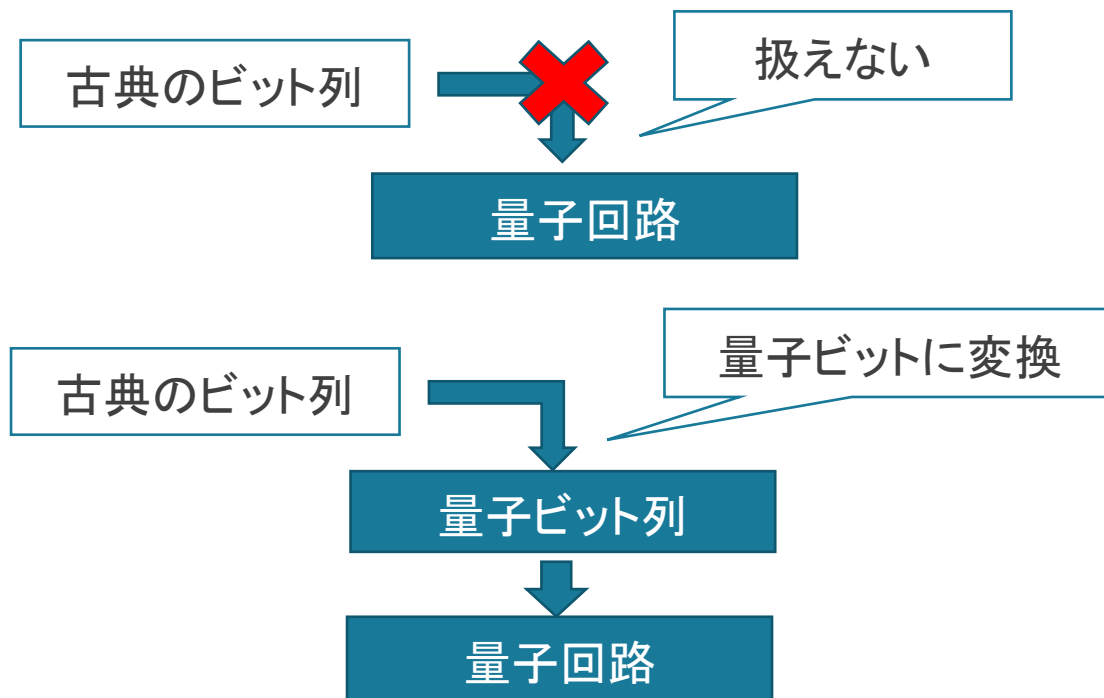 扱えない
古典のビット列
量子回路
量子ビットに変換
古典のビット列
量子ビット列
量子回路